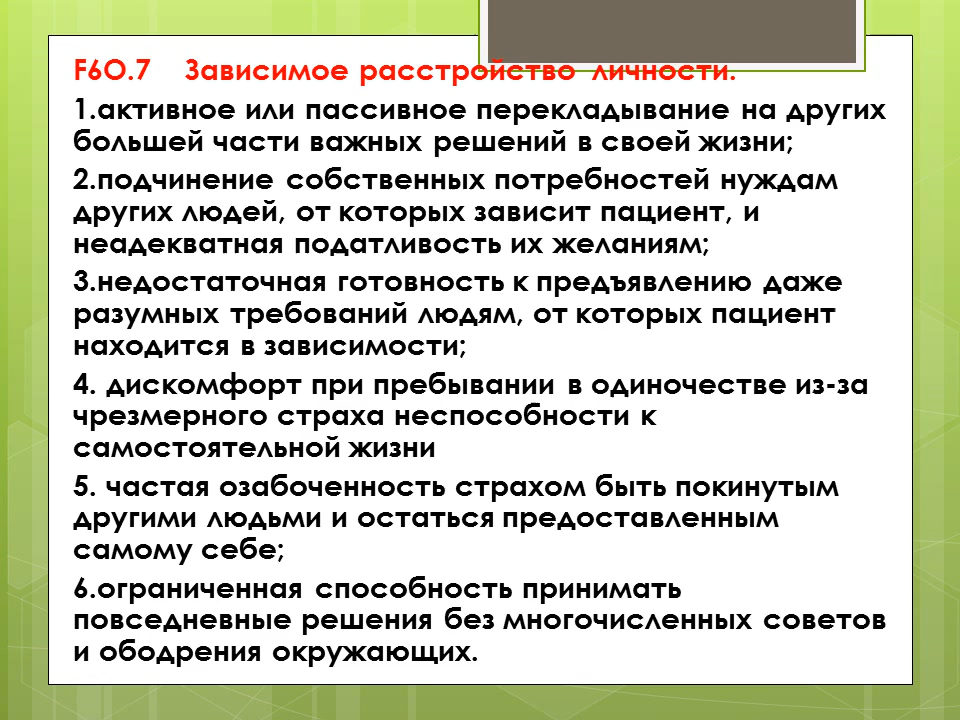 F6O.7 Зависимое расстройство личности.
1.активное или пассивное перекладывание на других
большей части важных решений в своей жизни;
2.подчинение собственных потребностей нуждам
других людей, от которых зависит пациент, и
неадекватная податливость их желаниям;
3.недостаточная готовность к предъявлению даже
разумных требований людям, от которых пациент
находится в зависимости;
4. дискомфорт при пребывании в одиночестве из-за
чрезмерного страха неспособности к
самостоятельной жизни
5. частая озабоченность страхом быть покинутым
другими людьми и остаться предоставленным
самому себе;
6.ограниченная способность принимать
повседневные решения без многочисленных советов
и ободрения окружающих.